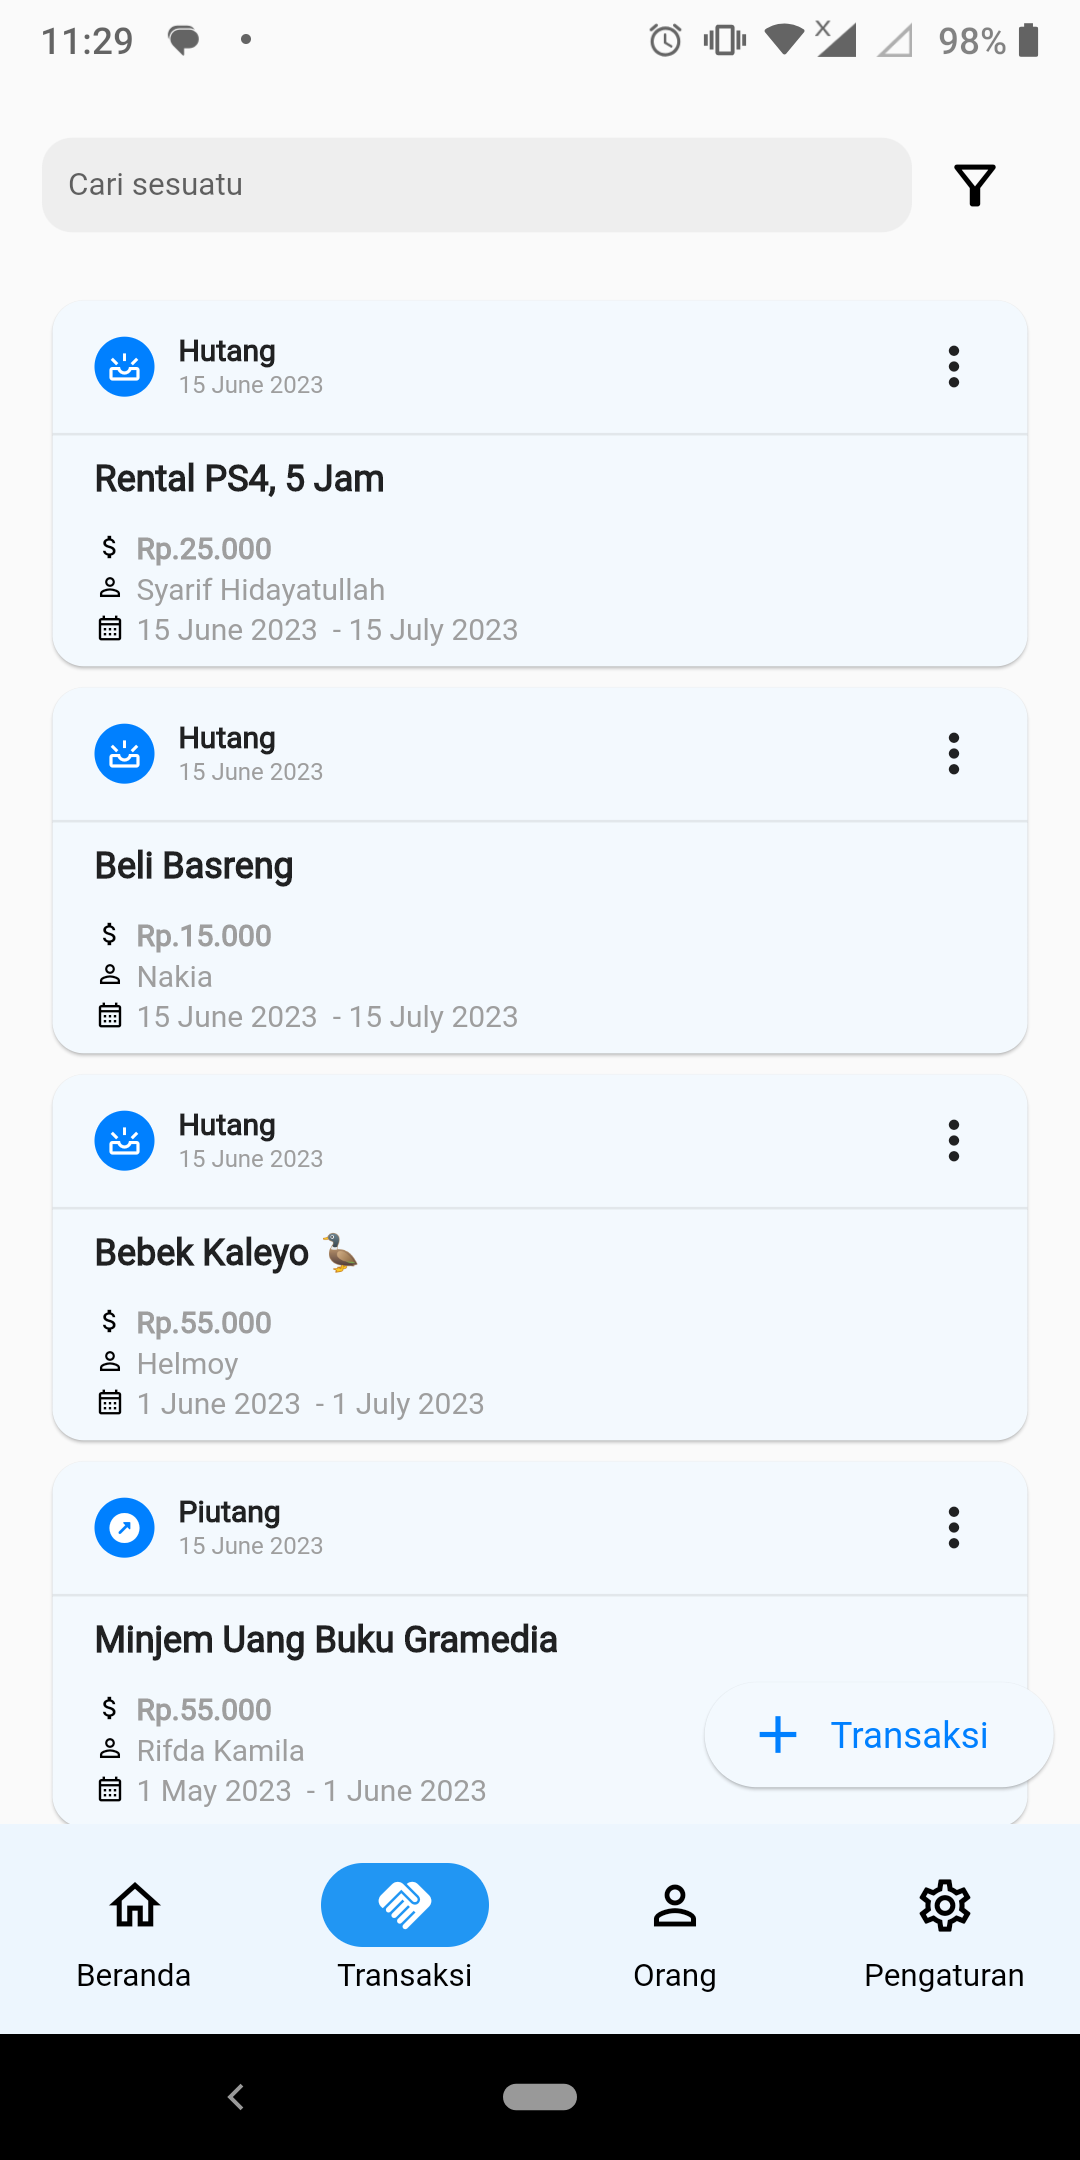 11:29
98%
Cari sesuatu
Hutang
15 June 2023
Rental PS4, 5 Jam
Rp.25.000
Syarif Hidayatullah
15 June 2023 - 15 July 2023
Hutang
15 June 2023
Beli Basreng
Rp.15.000
Nakia
15 June 2023 - 15 July 2023
Hutang
15 June 2023
Bebek Kaleyo 🦆
Rp.55.000
Helmoy
1 June 2023 - 1 July 2023
Piutang
15 June 2023
Minjem Uang Buku Gramedia
Rp.55.000
Rifda Kamila
1 May 2023 - 1 June 2023
Transaksi
Beranda
Transaksi
Orang
Pengaturan